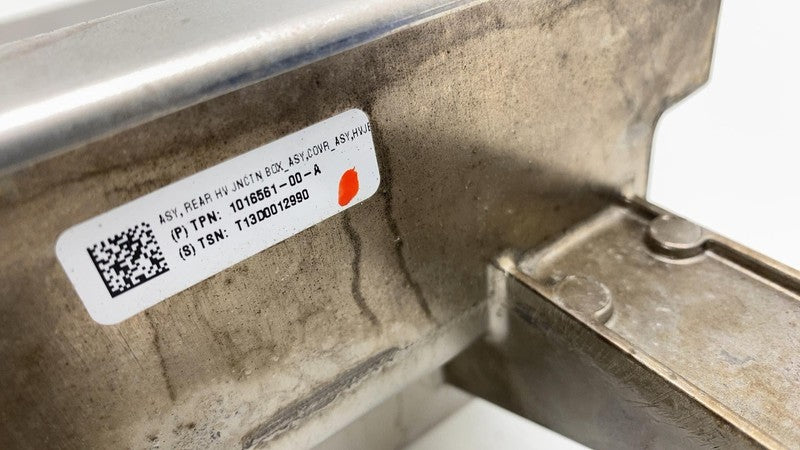 ASY, REAR HV JNCTN BOX_ASY,COVR_ASY,HVJB
(P) TPN: 1016561-00-A
(S) TSN: T13D0012990